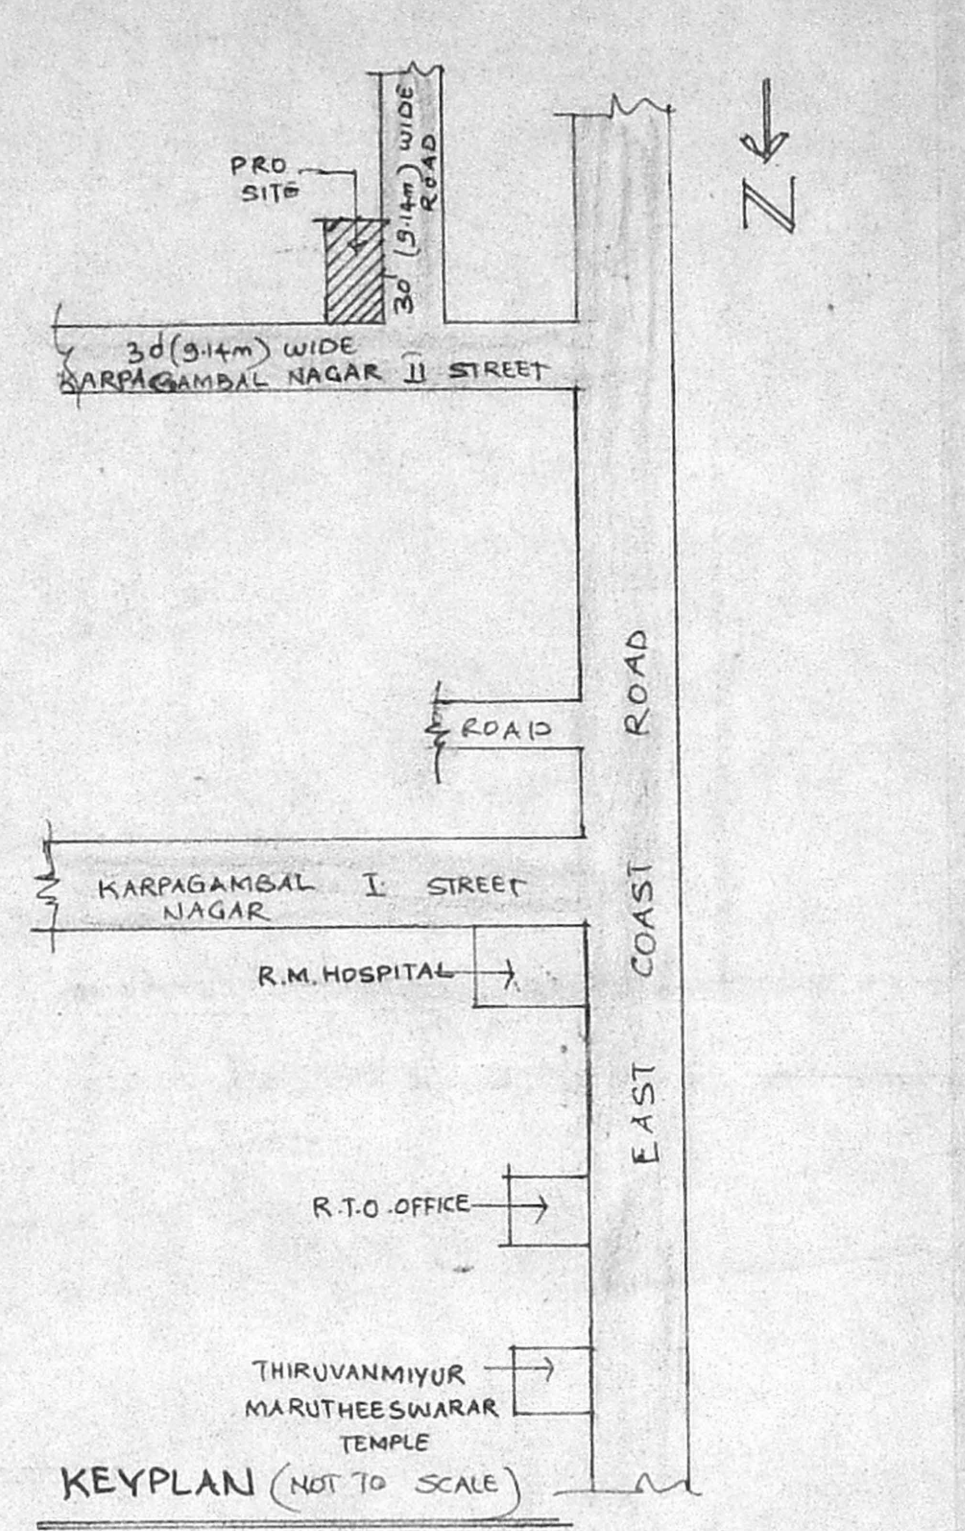 30' (9.14m) WIDE
ROAD
N
PRO
SITE
30'(9.14m) WIDE
KARPAGAMBAL NAGAR II STREET
ROAD
EAST COAST ROAD
KARPAGAMBAL I STREET
NAGAR
R.M. HOSPITAL
R.T.O. OFFICE
THIRUVANMIYUR
MARUTHEESWARAR
TEMPLE
KEYPLAN (NOT TO SCALE)